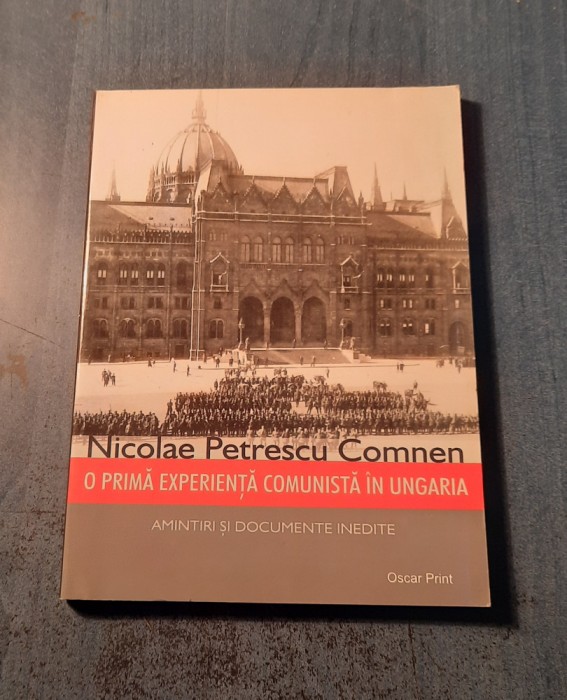 Nicolae Petrescu Comnen
O PRIMĂ EXPERIENȚĂ COMUNISTĂ ÎN UNGARIA
AMINTIRI ȘI DOCUMENTE INEDITE
Oscar Print